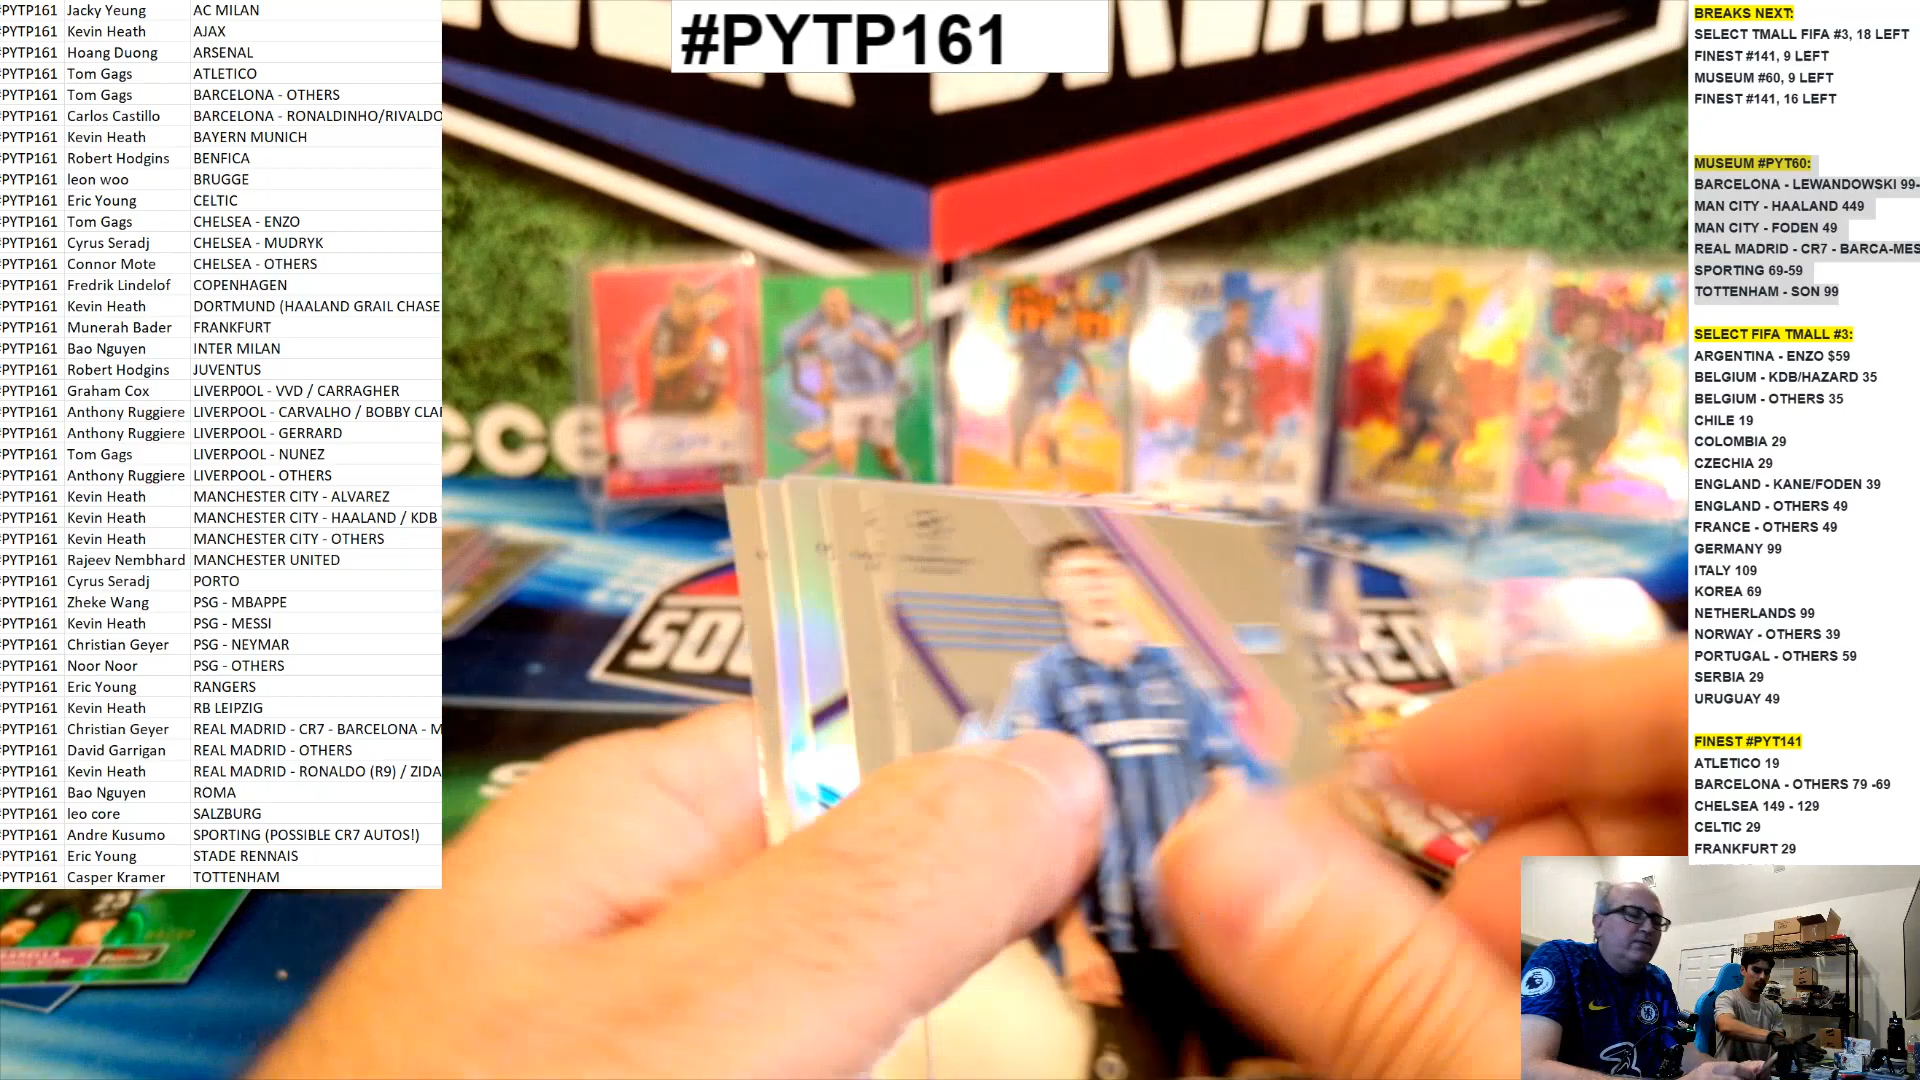 #PYTP161
#PYTP161 Jacky Yeung AC MILAN
#PYTP161 Kevin Heath AJAX
#PYTP161 Hoang Duong ARSENAL
#PYTP161 Tom Gags ATLETICO
#PYTP161 Tom Gags BARCELONA - OTHERS
#PYTP161 Carlos Castillo BARCELONA - RONALDINHO/RIVALDO
#PYTP161 Kevin Heath BAYERN MUNICH
#PYTP161 Robert Hodgins BENFICA
#PYTP161 leon woo BRUGGE
#PYTP161 Eric Young CELTIC
#PYTP161 Tom Gags CHELSEA - ENZO
#PYTP161 Cyrus Seradj CHELSEA - MUDRYK
#PYTP161 Connor Mote CHELSEA - OTHERS
#PYTP161 Fredrik Lindelof COPENHAGEN
#PYTP161 Kevin Heath DORTMUND (HAALAND GRAIL CHASE
#PYTP161 Munerah Bader FRANKFURT
#PYTP161 Bao Nguyen INTER MILAN
#PYTP161 Robert Hodgins JUVENTUS
#PYTP161 Graham Cox LIVERP0OL - VVD / CARRAGHER
#PYTP161 Anthony Ruggiere LIVERPOOL - CARVALHO / BOBBY CLA
#PYTP161 Anthony Ruggiere LIVERPOOL - GERRARD
#PYTP161 Tom Gags LIVERPOOL - NUNEZ
#PYTP161 Anthony Ruggiere LIVERPOOL - OTHERS
#PYTP161 Kevin Heath MANCHESTER CITY - ALVAREZ
#PYTP161 Kevin Heath MANCHESTER CITY - HAALAND / KDB
#PYTP161 Kevin Heath MANCHESTER CITY - OTHERS
#PYTP161 Rajeev Nembhard MANCHESTER UNITED
#PYTP161 Cyrus Seradj PORTO
#PYTP161 Zheke Wang PSG - MBAPPE
#PYTP161 Kevin Heath PSG - MESSI
#PYTP161 Christian Geyer PSG - NEYMAR
#PYTP161 Noor Noor PSG - OTHERS
#PYTP161 Eric Young RANGERS
#PYTP161 Kevin Heath RB LEIPZIG
#PYTP161 Christian Geyer REAL MADRID - CR7 - BARCELONA - M
#PYTP161 David Garrigan REAL MADRID - OTHERS
#PYTP161 Kevin Heath REAL MADRID - RONALDO (R9) / ZIDA
#PYTP161 Bao Nguyen ROMA
#PYTP161 leo core SALZBURG
#PYTP161 Andre Kusumo SPORTING (POSSIBLE CR7 AUTOS!)
#PYTP161 Eric Young STADE RENNAIS
#PYTP161 Casper Kramer TOTTENHAM
BREAKS NEXT:
SELECT TMALL FIFA #3, 18 LEFT
FINEST #141, 9 LEFT
MUSEUM #60, 9 LEFT
FINEST #141, 16 LEFT
MUSEUM #PYT60:
BARCELONA - LEWANDOWSKI 99-
MAN CITY - HAALAND 449
MAN CITY - FODEN 49
REAL MADRID - CR7 - BARCA-MES
SPORTING 69-59
TOTTENHAM - SON 99
SELECT FIFA TMALL #3:
ARGENTINA - ENZO $59
BELGIUM - KDB/HAZARD 35
BELGIUM - OTHERS 35
CHILE 19
COLOMBIA 29
CZECHIA 29
ENGLAND - KANE/FODEN 39
ENGLAND - OTHERS 49
FRANCE - OTHERS 49
GERMANY 99
ITALY 109
KOREA 69
NETHERLANDS 99
NORWAY - OTHERS 39
PORTUGAL - OTHERS 59
SERBIA 29
URUGUAY 49
FINEST #PYT141
ATLETICO 19
BARCELONA - OTHERS 79 -69
CHELSEA 149 - 129
CELTIC 29
FRANKFURT 29